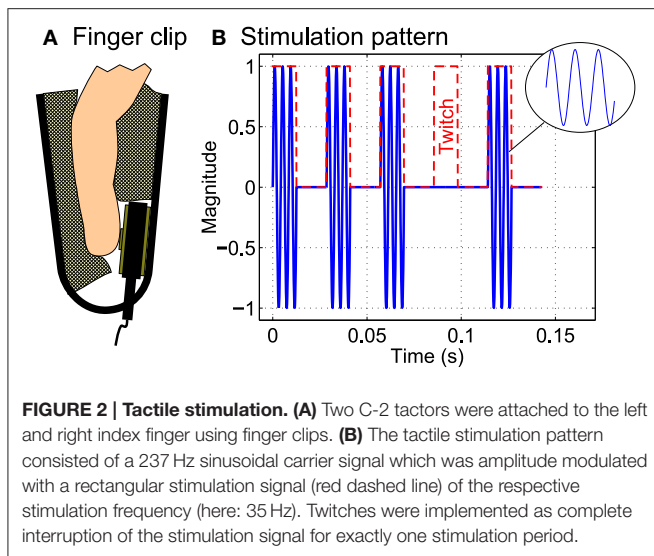 A Finger clip
B Stimulation pattern
1
0.5
0
−0.5
−1
Magnitude
Twitch
0 0.05 0.1 0.15
Time (s)
FIGURE 2 | Tactile stimulation. (A) Two C-2 tactors were attached to the left
and right index finger using finger clips. (B) The tactile stimulation pattern
consisted of a 237 Hz sinusoidal carrier signal which was amplitude modulated
with a rectangular stimulation signal (red dashed line) of the respective
stimulation frequency (here: 35 Hz). Twitches were implemented as complete
interruption of the stimulation signal for exactly one stimulation period.